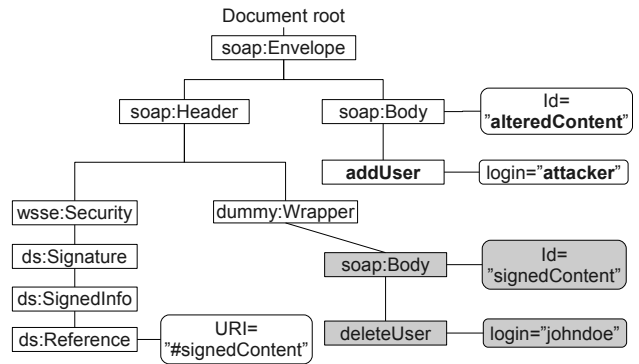 Document root
soap:Envelope
soap:Header
soap:Body
Id=
"alteredContent"
addUser
login="attacker"
wsse:Security
dummy:Wrapper
ds:Signature
soap:Body
Id=
"signedContent"
ds:SignedInfo
ds:Reference
URI=
"#signedContent"
deleteUser
login="johndoe"